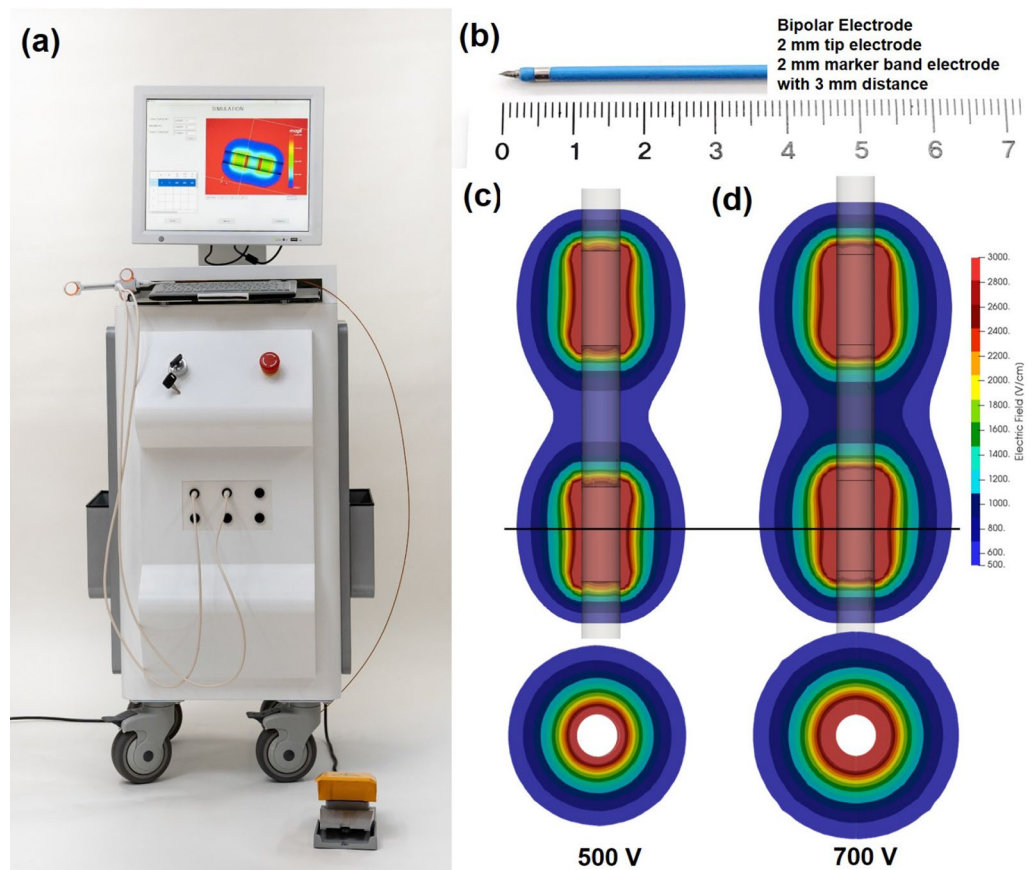 (a)
SIMULATION
(b)
Bipolar Electrode
2 mm tip electrode
2 mm marker band electrode
with 3 mm distance
0 1 2 3 4 5 6 7
(c)
(d)
3000.
2800.
2600.
2400.
2200.
2000.
1800.
1600.
1400.
1200.
1000.
800.
600.
500.
Electric Field (V/cm)
500 V
700 V